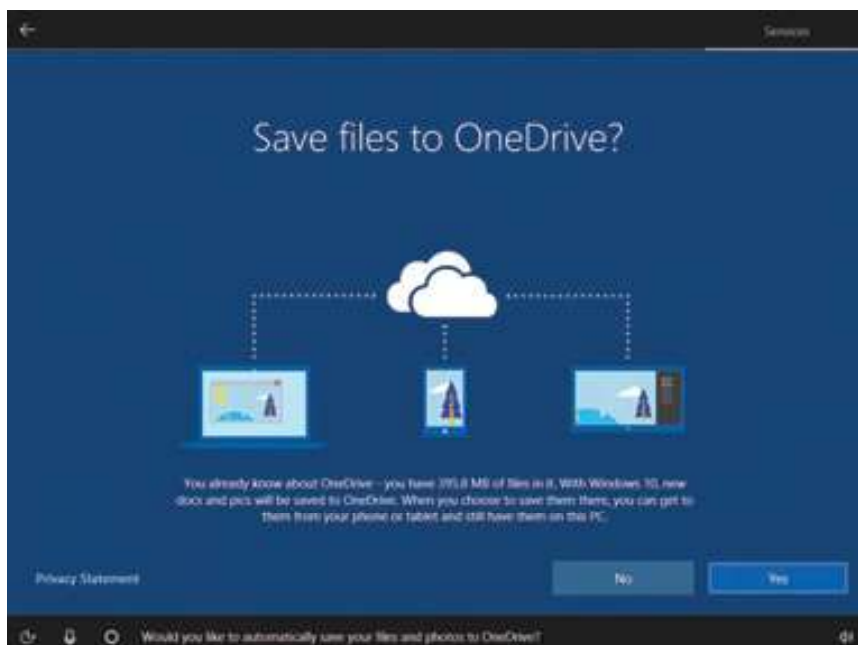 Services
Save files to OneDrive?
You already know about OneDrive - you have 395.8 MB of files in it. With Windows 10, new
docs and pics will be saved to OneDrive. When you choose to save them there, you can get to
them from your phone or tablet and still have them on this PC.
Privacy Statement
No
Yes
Would you like to automatically save your files and photos to OneDrive?